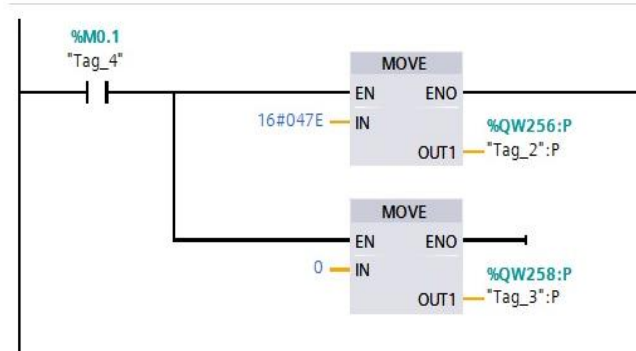 %M0.1
"Tag_4"
MOVE
EN ENO
16#047E IN
%QW256:P
OUT1 "Tag_2":P
MOVE
EN ENO
0 IN
%QW258:P
OUT1 "Tag_3":P